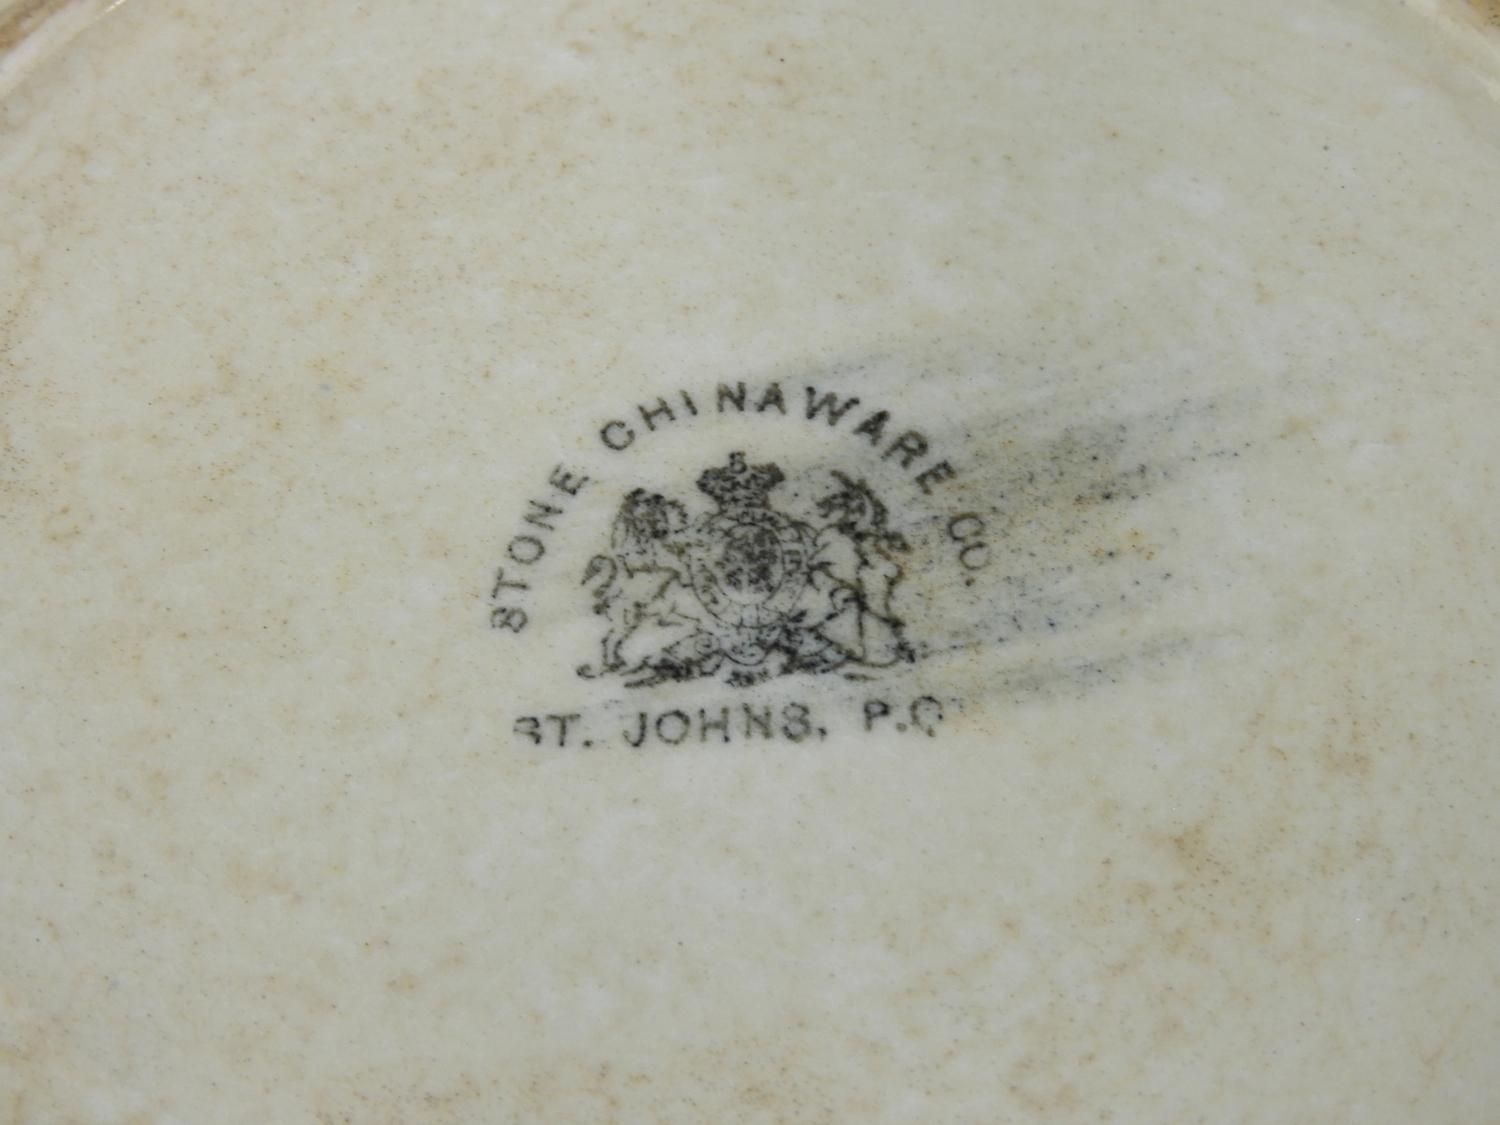 STONE CHINAWARE CO.
ST. JOHNS, P.Q